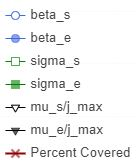 beta_s
beta_e
sigma_s
sigma_e
mu_s/j_max
mu_e/j_max
Percent Covered